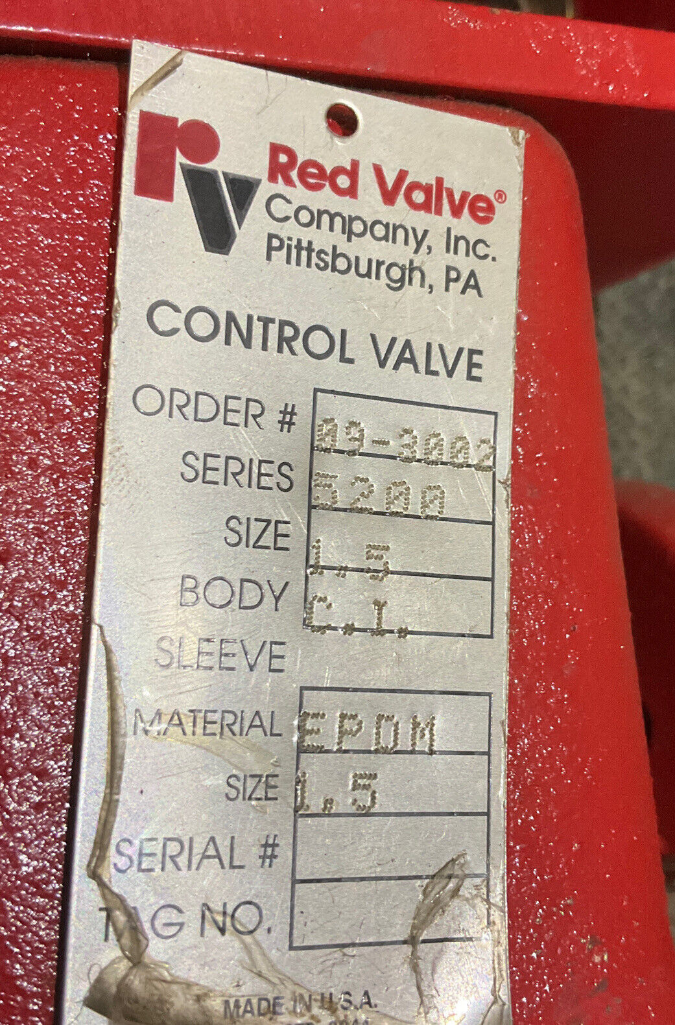 rv
Red Valve®
Company, Inc.
Pittsburgh, PA
CONTROL VALVE
ORDER # 09-3002
SERIES 5200
SIZE 1.5
BODY C.I.
SLEEVE
MATERIAL EPDM
SIZE 1.5
SERIAL #
TAG NO.
MADE IN U.S.A.